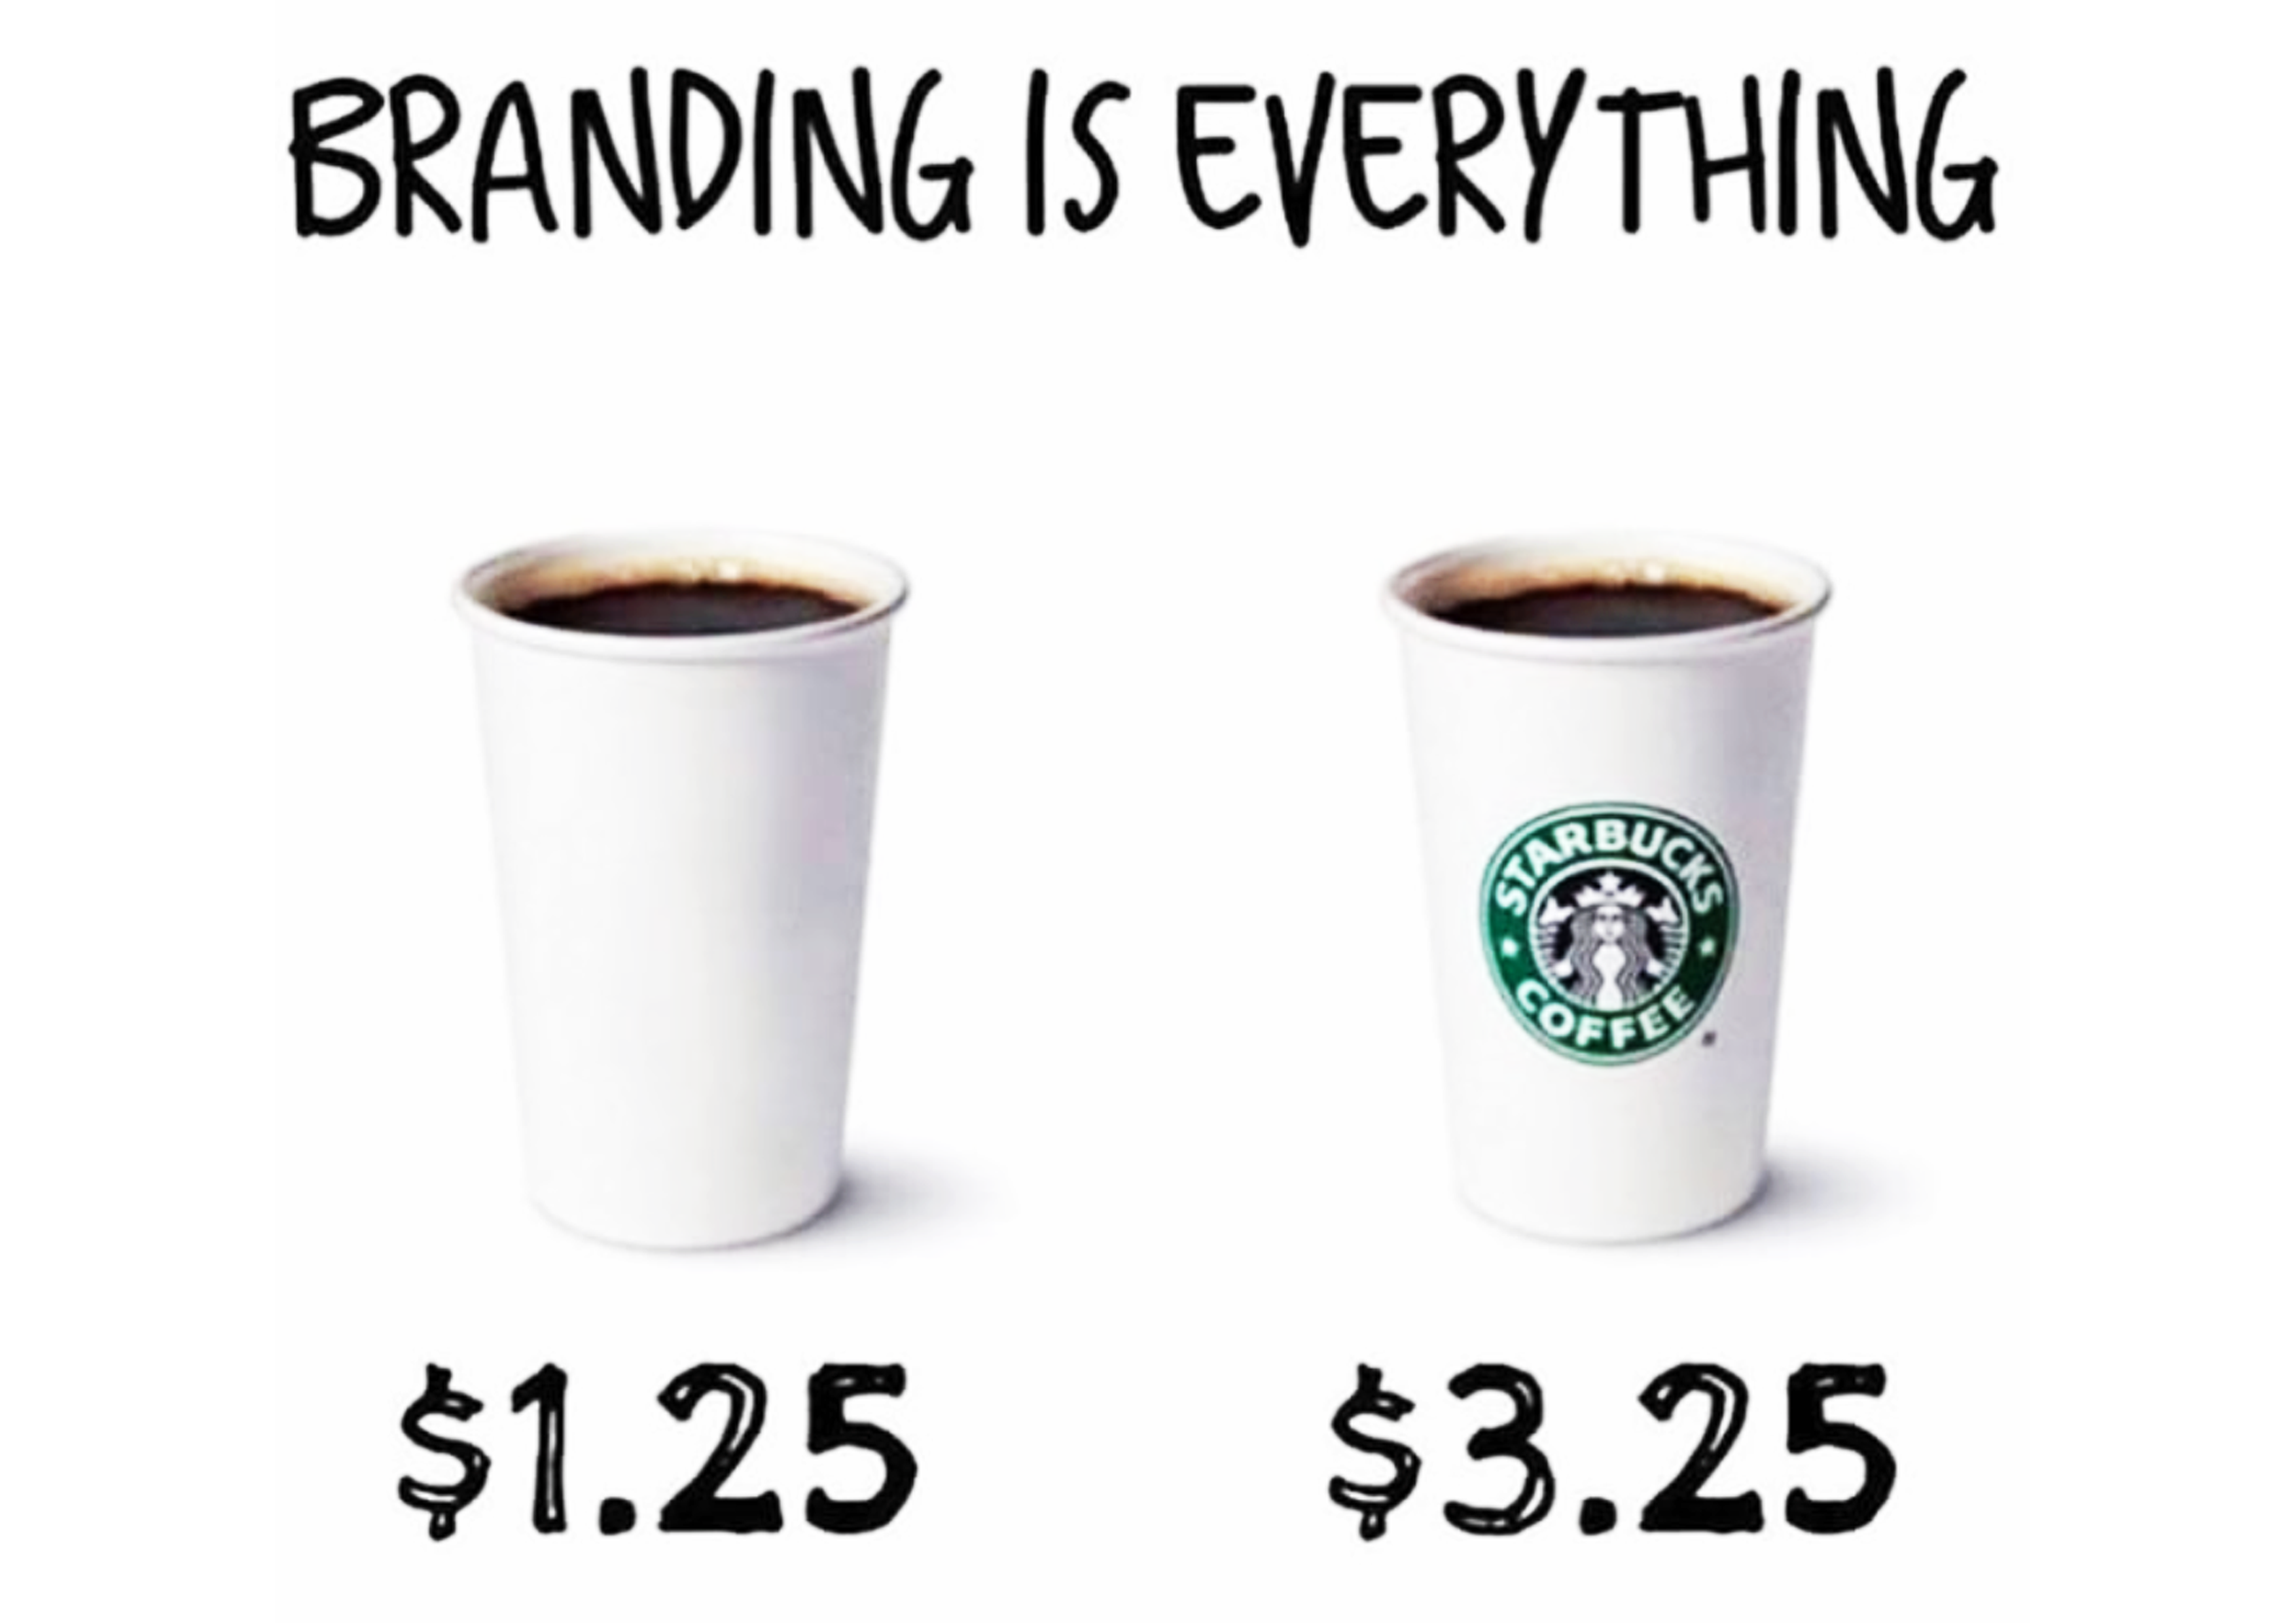 BRANDING IS EVERYTHING
STARBUCKS
COFFEE
$1.25
$3.25